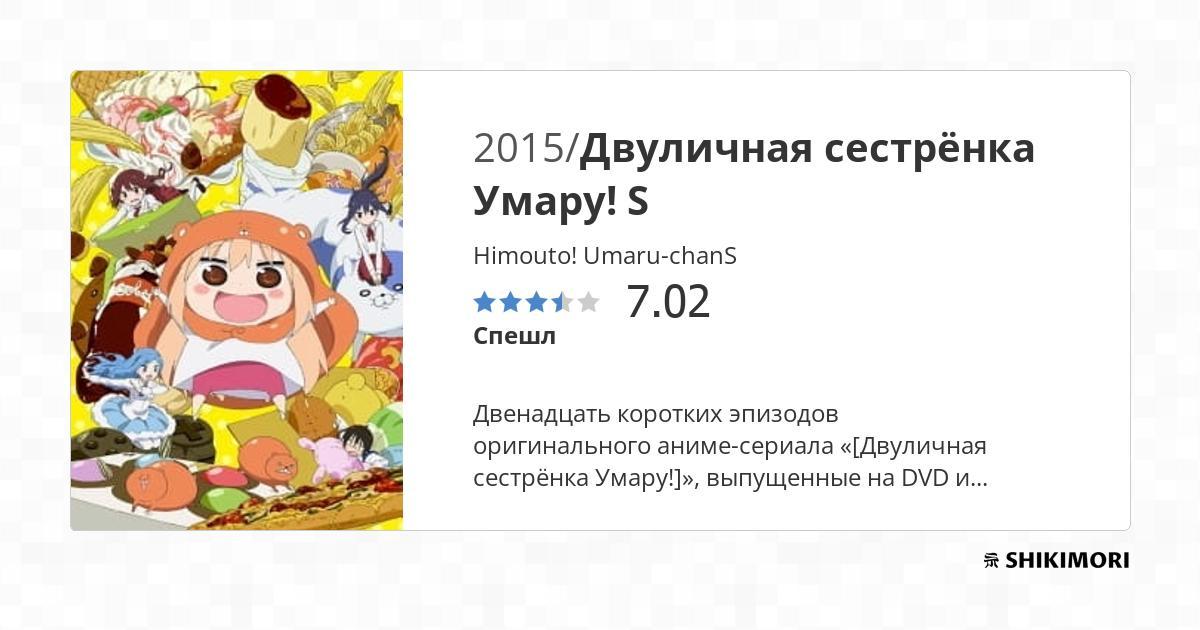 2015/Двуличная сестрёнка
Умару! S
Himouto! Umaru-chanS
7.02
Спешл
Двенадцать коротких эпизодов
оригинального аниме-сериала «[Двуличная
сестрёнка Умару!]», выпущенные на DVD и...
SHIKIMORI